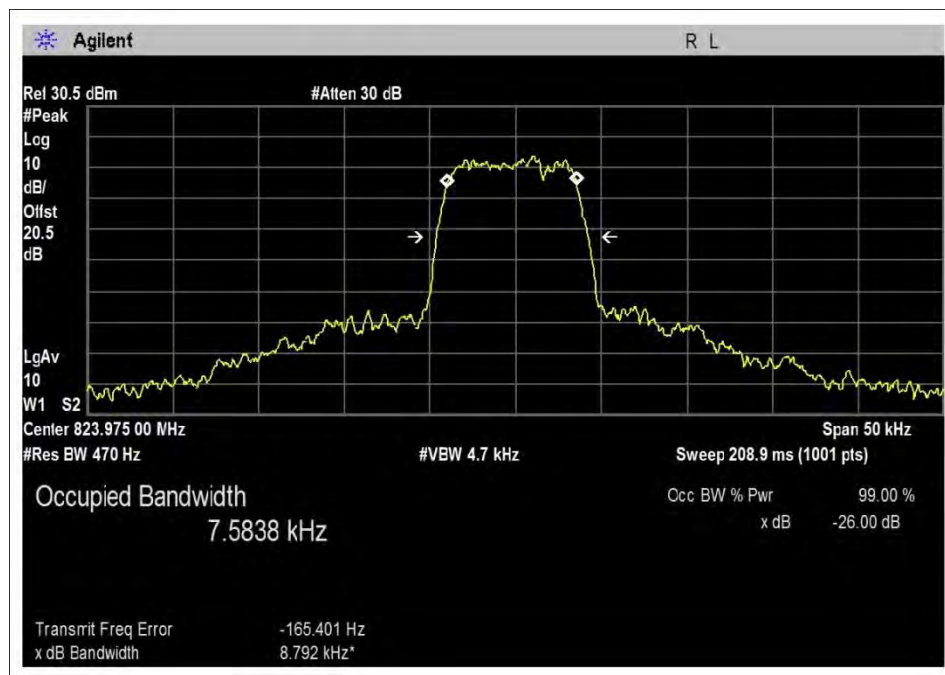 Agilent R L
Ref 30.5 dBm #Atten 30 dB
#Peak
Log
10
dB/
Offst
20.5
dB
LgAv
10
W1 S2
Center 823.975 00 MHz Span 50 kHz
#Res BW 470 Hz #VBW 4.7 kHz Sweep 208.9 ms (1001 pts)
Occupied Bandwidth Occ BW % Pwr 99.00 %
7.5838 kHz x dB -26.00 dB
Transmit Freq Error -165.401 Hz
x dB Bandwidth 8.792 kHz*